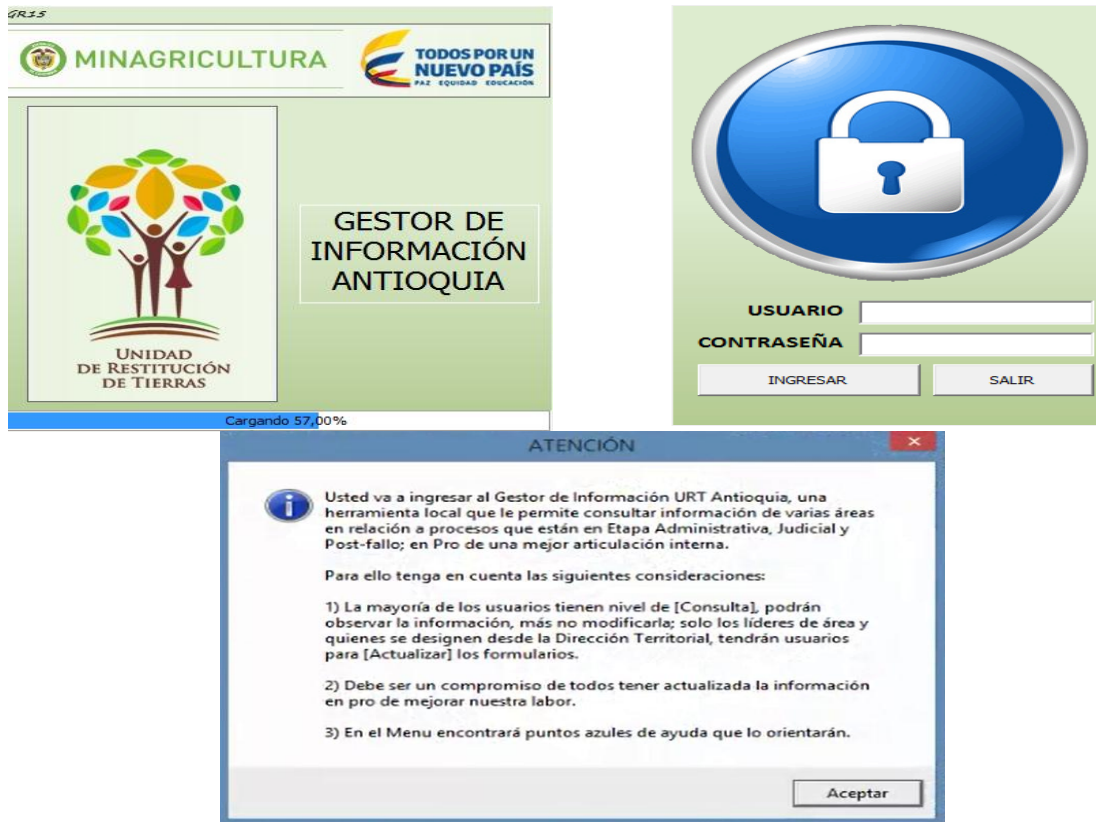 GR15
MINAGRICULTURA
TODOS POR UN
NUEVO PAÍS
PAZ EQUIDAD EDUCACIÓN
GESTOR DE
INFORMACIÓN
ANTIOQUIA
UNIDAD
DE RESTITUCIÓN
DE TIERRAS
Cargando 57,00%
USUARIO
CONTRASEÑA
INGRESAR
SALIR
ATENCIÓN
Usted va a ingresar al Gestor de Información URT Antioquia, una
herramienta local que le permite consultar información de varias áreas
en relación a procesos que están en Etapa Administrativa, Judicial y
Post-fallo; en Pro de una mejor articulación interna.
Para ello tenga en cuenta las siguientes consideraciones:
1) La mayoría de los usuarios tienen nivel de [Consulta], podrán
observar la información, más no modificarla; solo los líderes de área y
quienes se designen desde la Dirección Territorial, tendrán usuarios
para [Actualizar] los formularios.
2) Debe ser un compromiso de todos tener actualizada la información
en pro de mejorar nuestra labor.
3) En el Menu encontrará puntos azules de ayuda que lo orientarán.
Aceptar